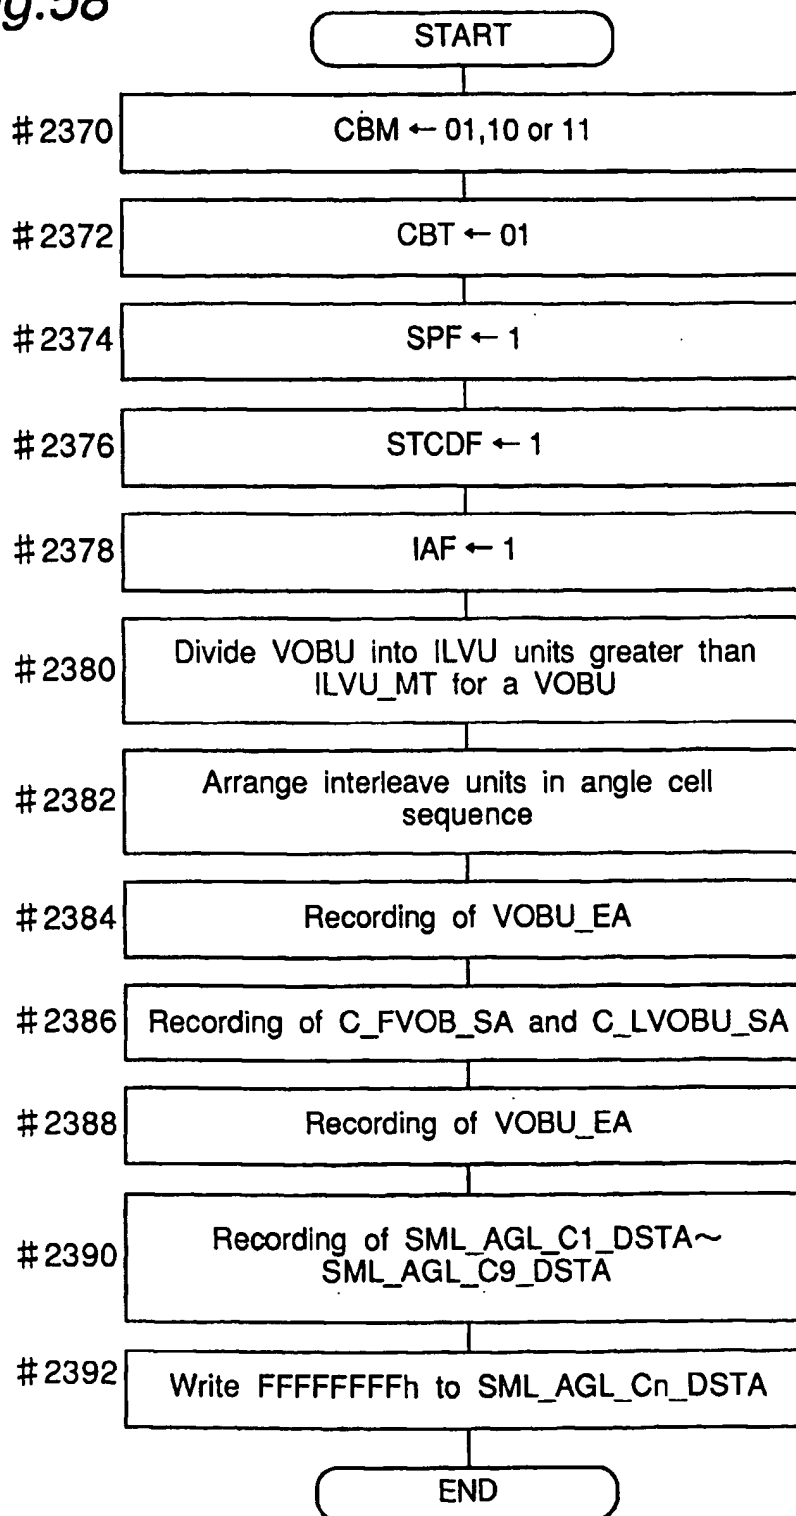 ig.58
START
#2370
CBM ← 01,10 or 11
#2372
CBT ← 01
#2374
SPF ← 1
#2376
STCDF ← 1
#2378
IAF ← 1
#2380
Divide VOBU into ILVU units greater than
ILVU_MT for a VOBU
#2382
Arrange interleave units in angle cell
sequence
#2384
Recording of VOBU_EA
#2386
Recording of C_FVOB_SA and C_LVOBU_SA
#2388
Recording of VOBU_EA
#2390
Recording of SML_AGL_C1_DSTA~
SML_AGL_C9_DSTA
#2392
Write FFFFFFFFh to SML_AGL_Cn_DSTA
END